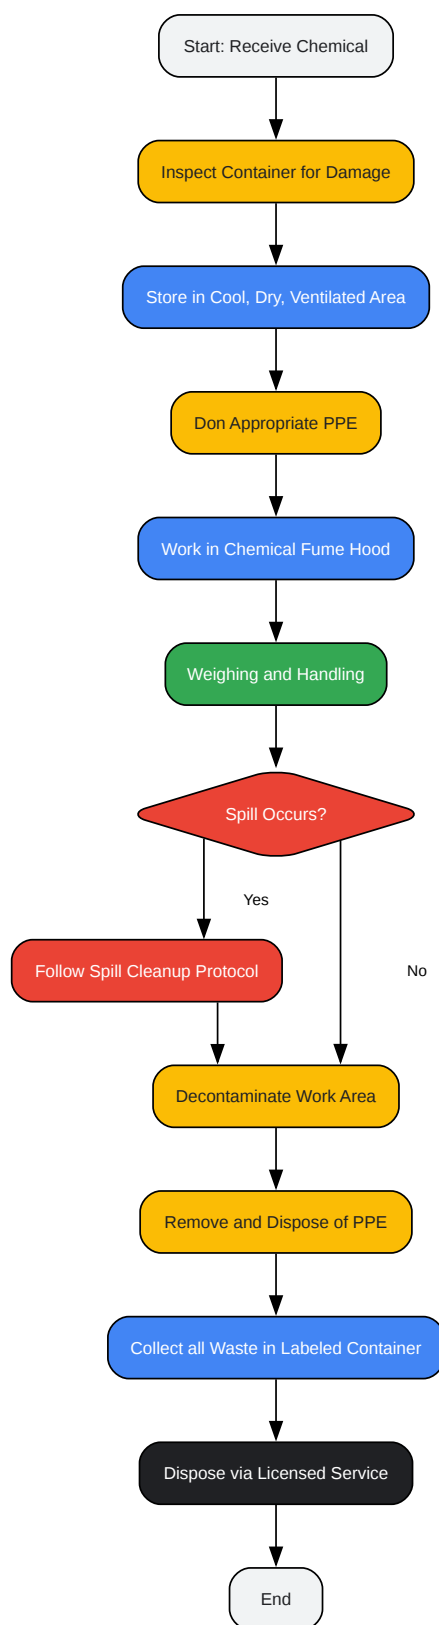 Start: Receive Chemical
Inspect Container for Damage
Store in Cool, Dry, Ventilated Area
Don Appropriate PPE
Work in Chemical Fume Hood
Weighing and Handling
Spill Occurs?
Yes
Follow Spill Cleanup Protocol
No
Decontaminate Work Area
Remove and Dispose of PPE
Collect all Waste in Labeled Container
Dispose via Licensed Service
End